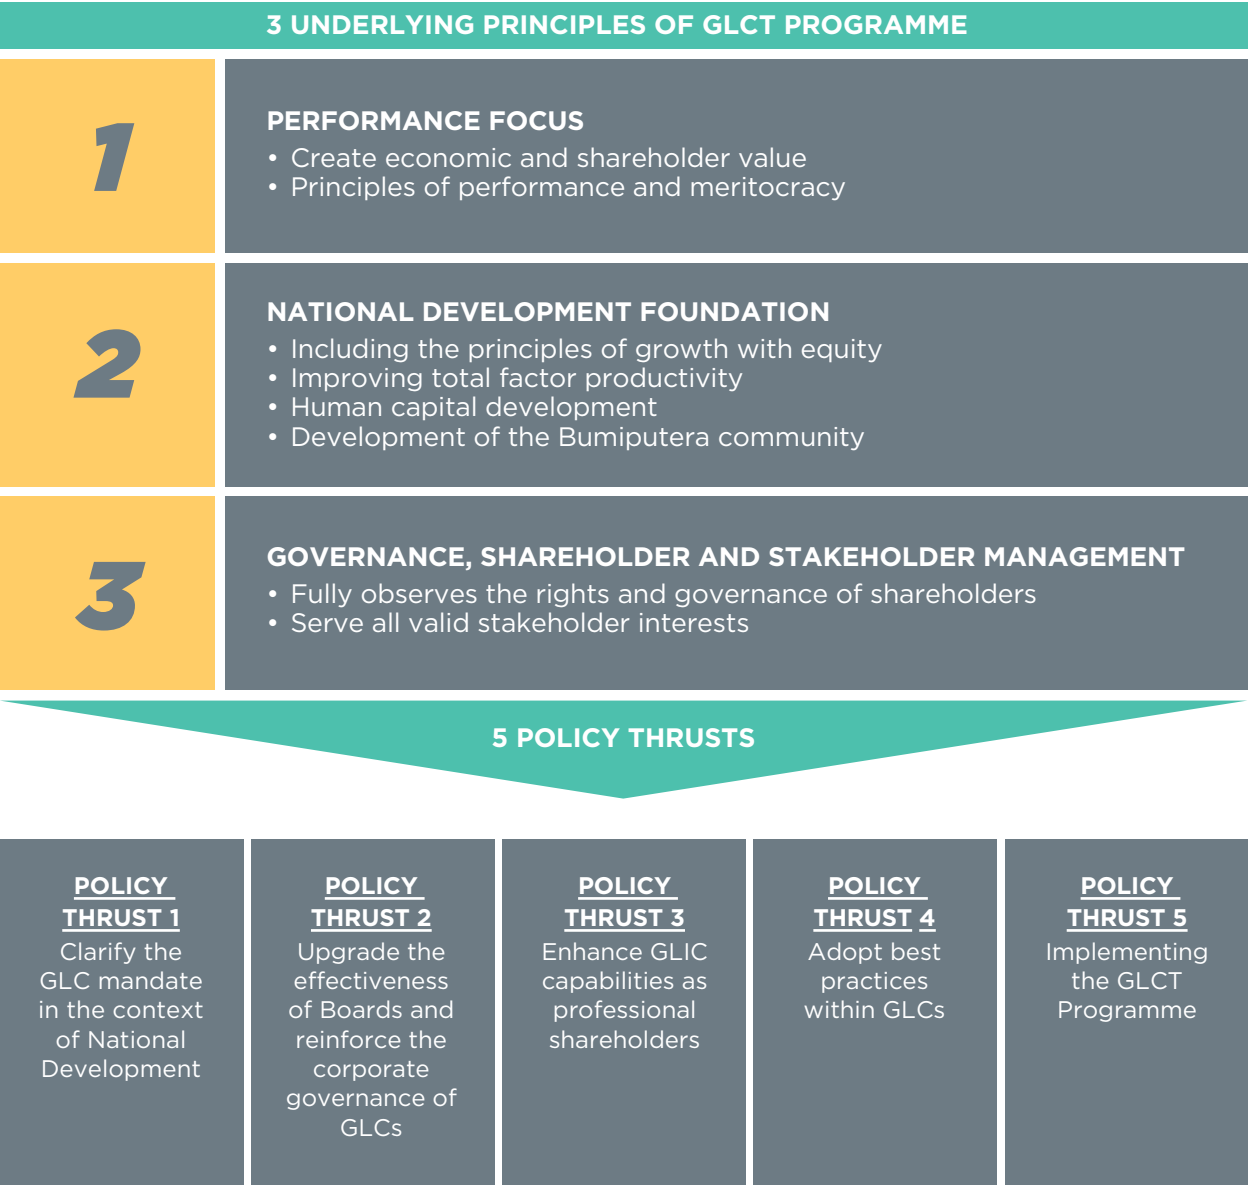 3 UNDERLYING PRINCIPLES OF GLCT PROGRAMME
1
PERFORMANCE FOCUS
• Create economic and shareholder value
• Principles of performance and meritocracy
2
NATIONAL DEVELOPMENT FOUNDATION
• Including the principles of growth with equity
• Improving total factor productivity
• Human capital development
• Development of the Bumiputera community
3
GOVERNANCE, SHAREHOLDER AND STAKEHOLDER MANAGEMENT
• Fully observes the rights and governance of shareholders
• Serve all valid stakeholder interests
5 POLICY THRUSTS
POLICY
THRUST 1
Clarify the
GLC mandate
in the context
of National
Development
POLICY
THRUST 2
Upgrade the
effectiveness
of Boards and
reinforce the
corporate
governance of
GLCs
POLICY
THRUST 3
Enhance GLIC
capabilities as
professional
shareholders
POLICY
THRUST 4
Adopt best
practices
within GLCs
POLICY
THRUST 5
Implementing
the GLCT
Programme